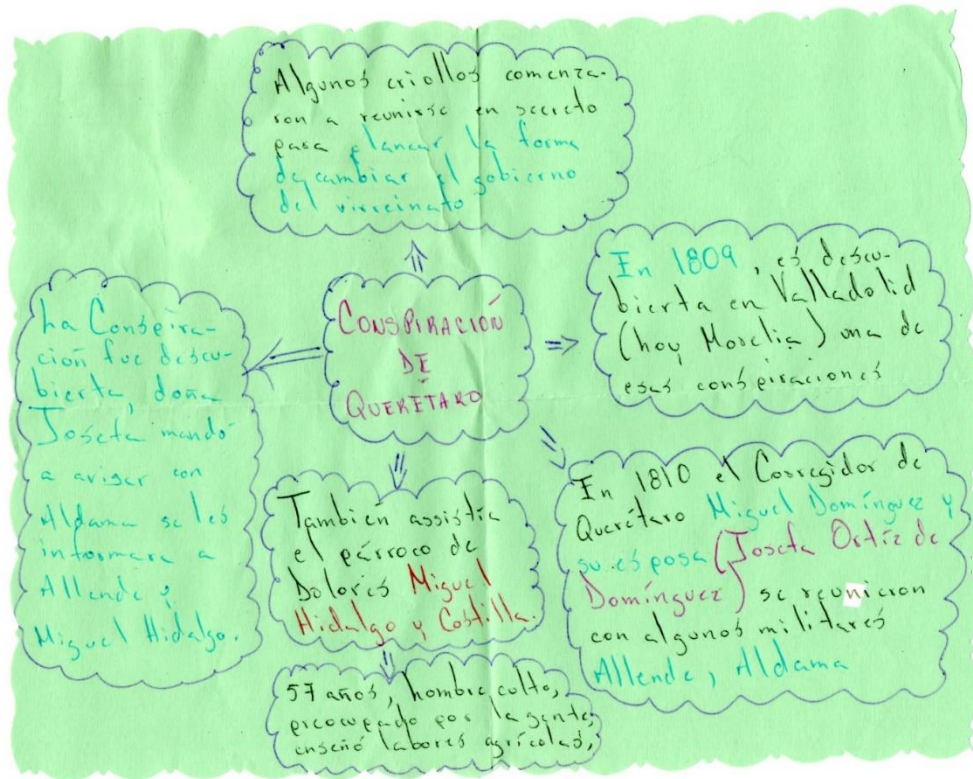 Algunos criollos comenza-
ron a reunirse en secreto
para planear la forma
de cambiar el gobierno
del virreinato
CONSPIRACIÓN
DE
QUERÉTARO
En 1809, es descu-
bierta en Valladolid
(hoy Morelia) una de
esas conspiraciones
La Conspira-
ción fue descu-
bierta, doña
Josefa mandó
a avisar con
Aldama se les
informara a
Allende y
Miguel Hidalgo.
También assistía
el párroco de
Dolores Miguel
Hidalgo y Costilla.
57 años, hombre culto,
preocupado por la gente,
enseñó labores agrícolas,
En 1810 el Corregidor de
Querétaro Miguel Domínguez y
su esposa (Josefa Ortíz de
Domínguez) se reunieron
con algunos militares
Allende, Aldama